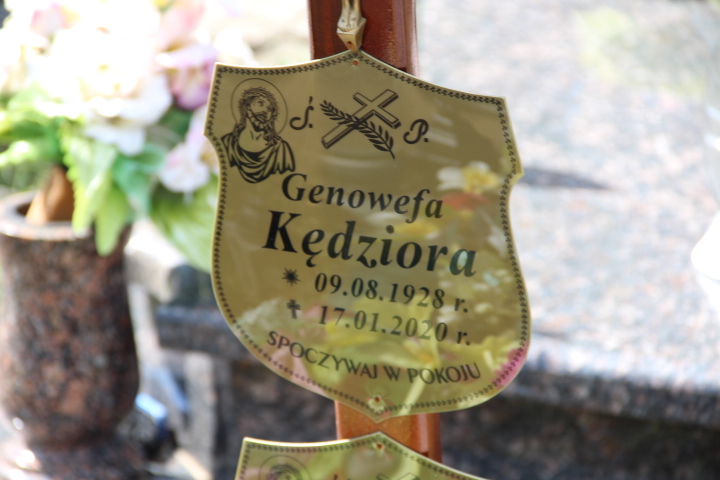 Ś. P.
Genowefa
Kędziora
* 09.08.1928 r.
✝ 17.01.2020 r.
SPOCZYWAJ W POKOJU